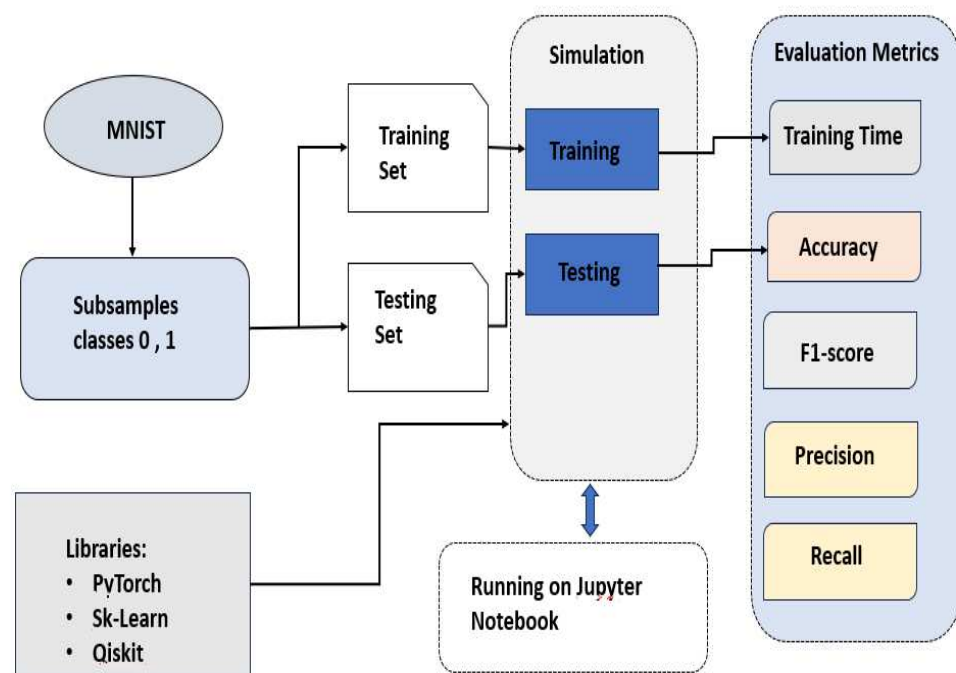 MNIST
Subsamples
classes 0 , 1
Training
Set
Testing
Set
Simulation
Training
Testing
Evaluation Metrics
Training Time
Accuracy
F1-score
Precision
Recall
Libraries:
• PyTorch
• Sk-Learn
• Qiskit
Running on Jupyter
Notebook